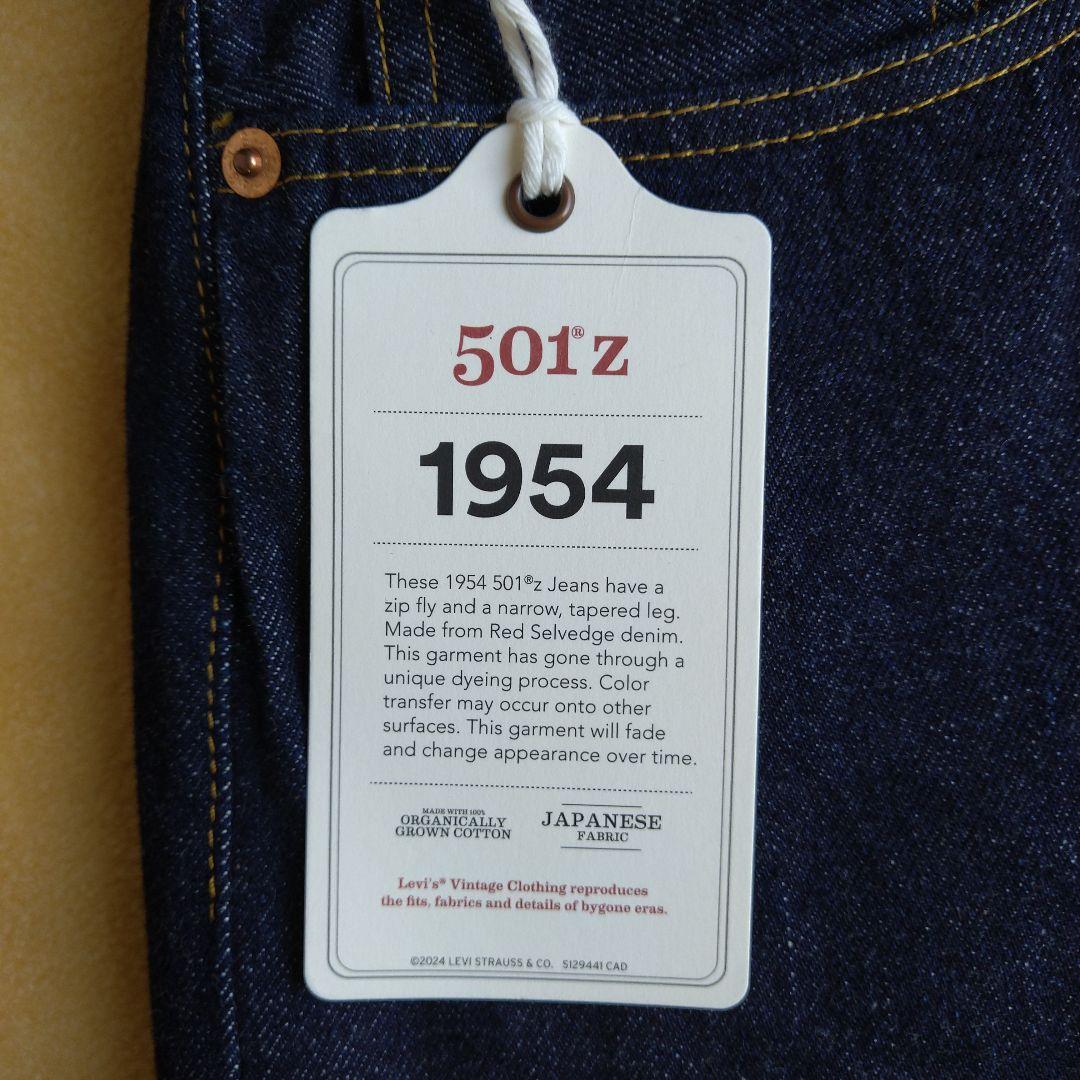 501®z
1954
These 1954 501®z Jeans have a
zip fly and a narrow, tapered leg.
Made from Red Selvedge denim.
This garment has gone through a
unique dyeing process. Color
transfer may occur onto other
surfaces. This garment will fade
and change appearance over time.
MADE WITH 100%
ORGANICALLY
GROWN COTTON
JAPANESE
FABRIC
Levi's® Vintage Clothing reproduces
the fits, fabrics and details of bygone eras.
©2024 LEVI STRAUSS & CO. S129441 CAD